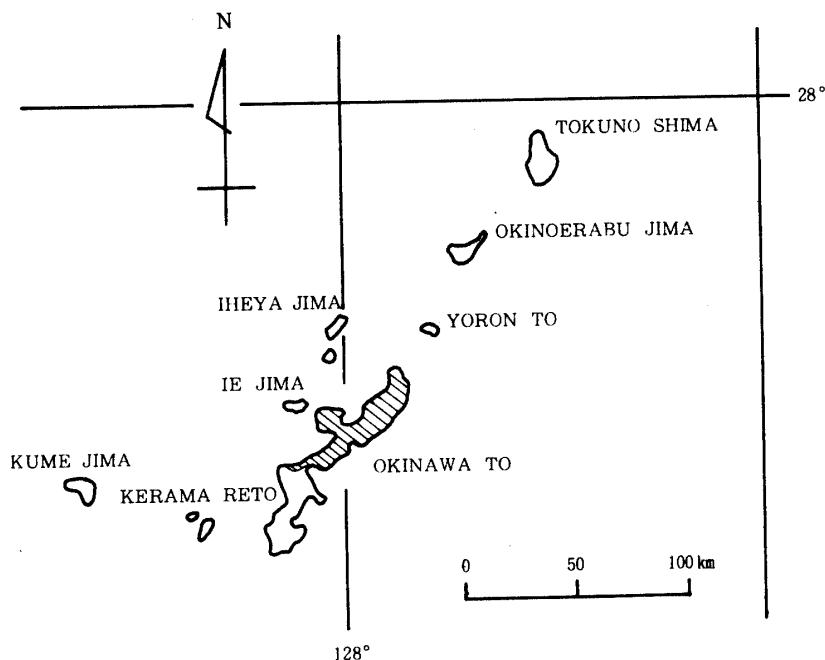 N
28°
TOKUNO SHIMA
OKINOERABU JIMA
IHEYA JIMA
YORON TO
IE JIMA
KUME JIMA
OKINAWA TO
KERAMA RETO
0 50 100 km
128°